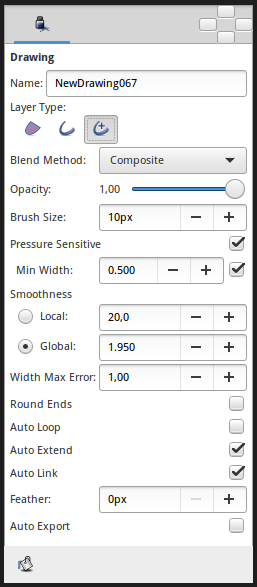 Drawing
Name: NewDrawing067
Layer Type:
Blend Method: Composite
Opacity: 1,00
Brush Size: 10px
Pressure Sensitive
Min Width: 0.500
Smoothness
Local: 20,0
Global: 1.950
Width Max Error: 1,00
Round Ends
Auto Loop
Auto Extend
Auto Link
Feather: 0px
Auto Export